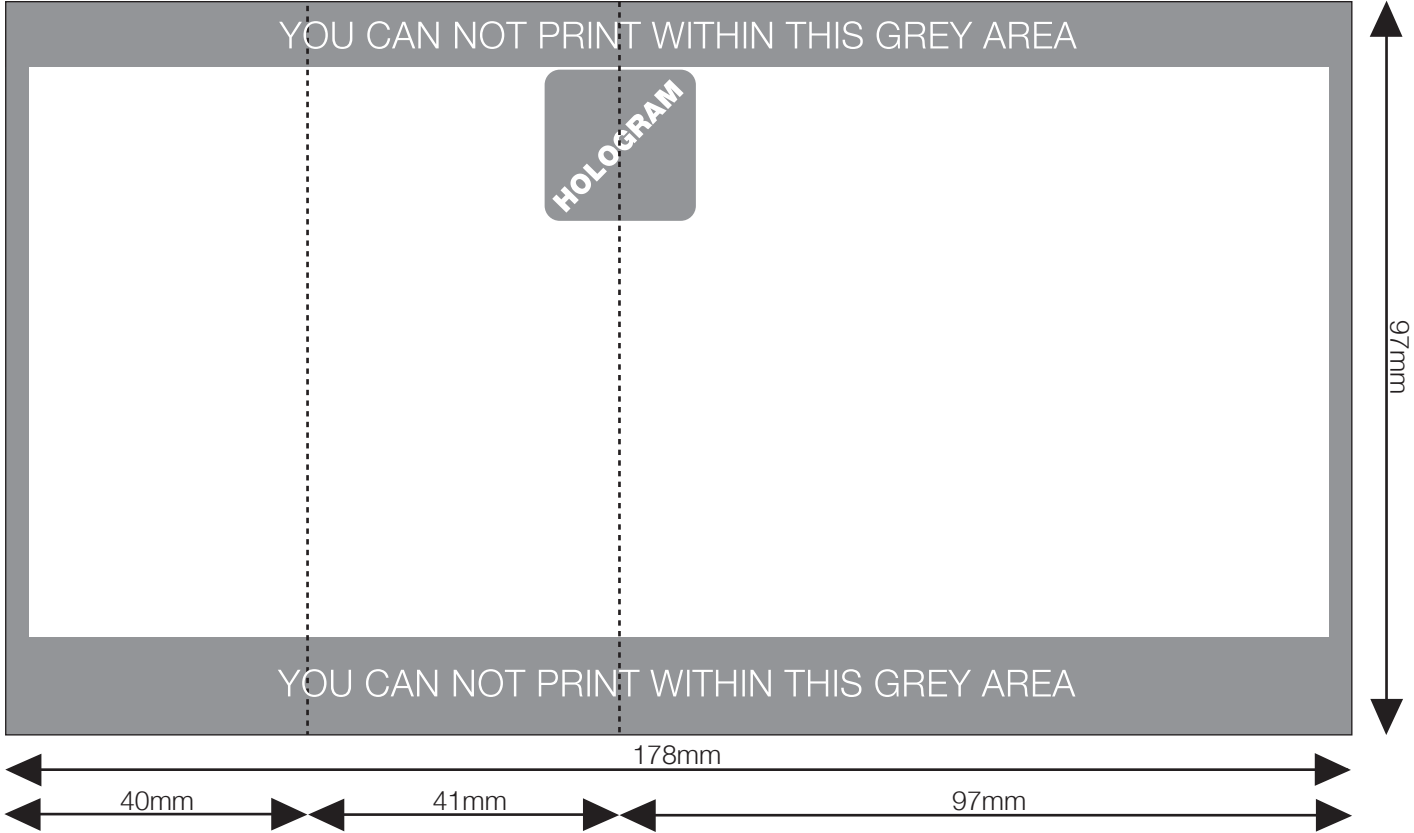 YOU CAN NOT PRINT WITHIN THIS GREY AREA
HOLOGRAM
97mm
YOU CAN NOT PRINT WITHIN THIS GREY AREA
178mm
40mm
41mm
97mm